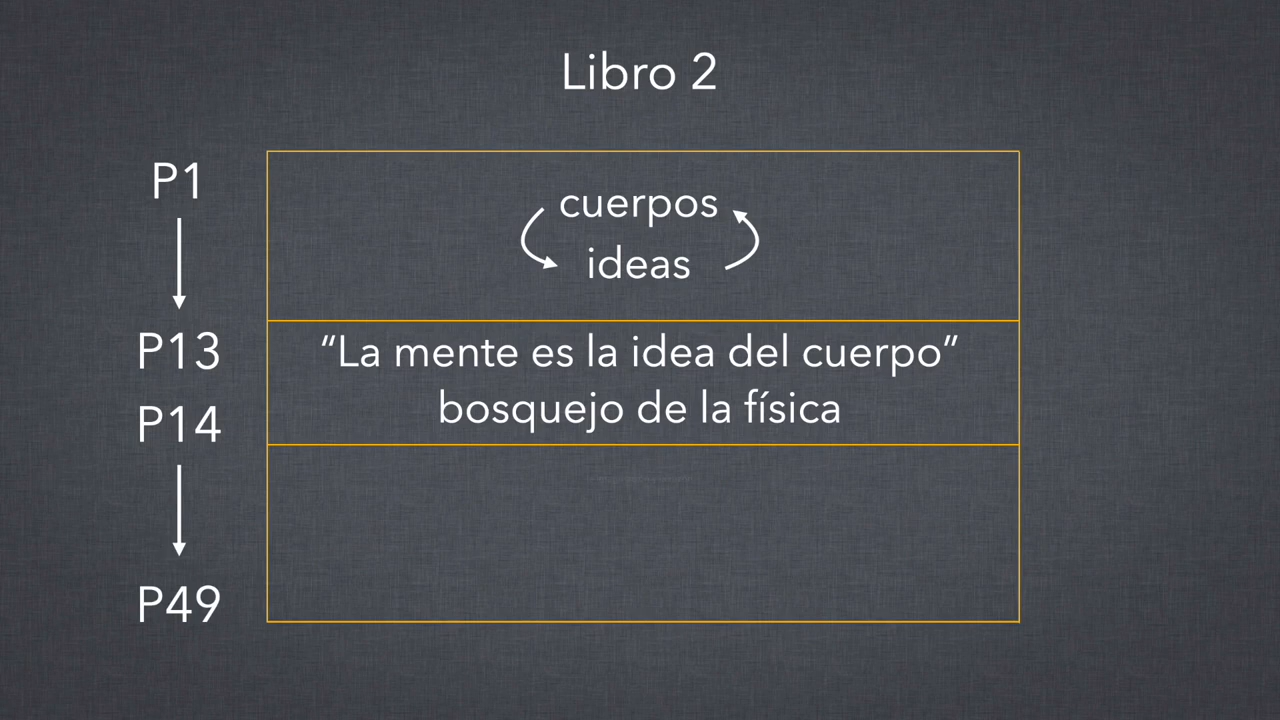 Libro 2
P1
cuerpos
ideas
P13
“La mente es la idea del cuerpo”
bosquejo de la física
P14
P49